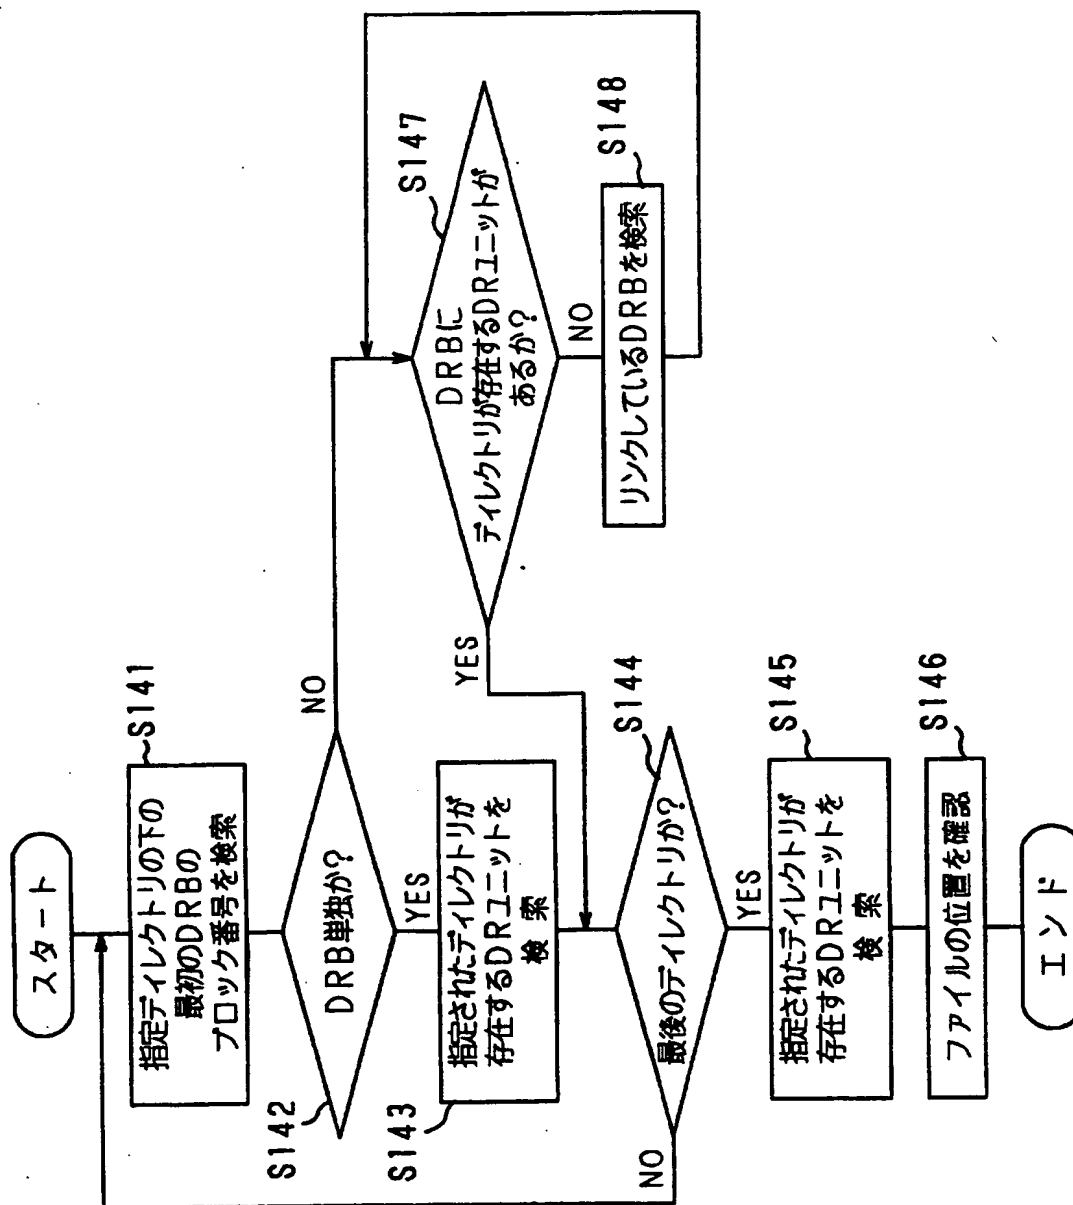 スタート
S141
指定ディレクトリの下の
最初のDRBの
ブロック番号を検索
S142
DRB単独か?
NO
YES
S143
指定されたディレクトリが
存在するDRユニットを
検索
S147
DRBに
ディレクトリが存在するDRユニットが
あるか?
YES
NO
S148
リンクしているDRBを検索
S144
最後のディレクトリか?
NO
YES
S145
指定されたディレクトリが
存在するDRユニットを
検索
S146
ファイルの位置を確認
エンド